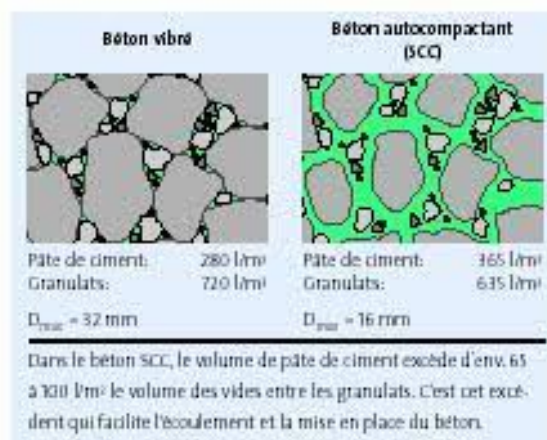 Béton vibré
Béton autocompactant
(SCC)
Pâte de ciment: 280 l/m³
Granulats: 720 l/m³
D_max = 32 mm
Pâte de ciment: 365 l/m³
Granulats: 635 l/m³
D_max = 16 mm
Dans le béton SCC, le volume de pâte de ciment excède d'env. 65
à 100 l/m³ le volume des vides entre les granulats. C'est cet excé-
dent qui facilite l'écoulement et la mise en place du béton.